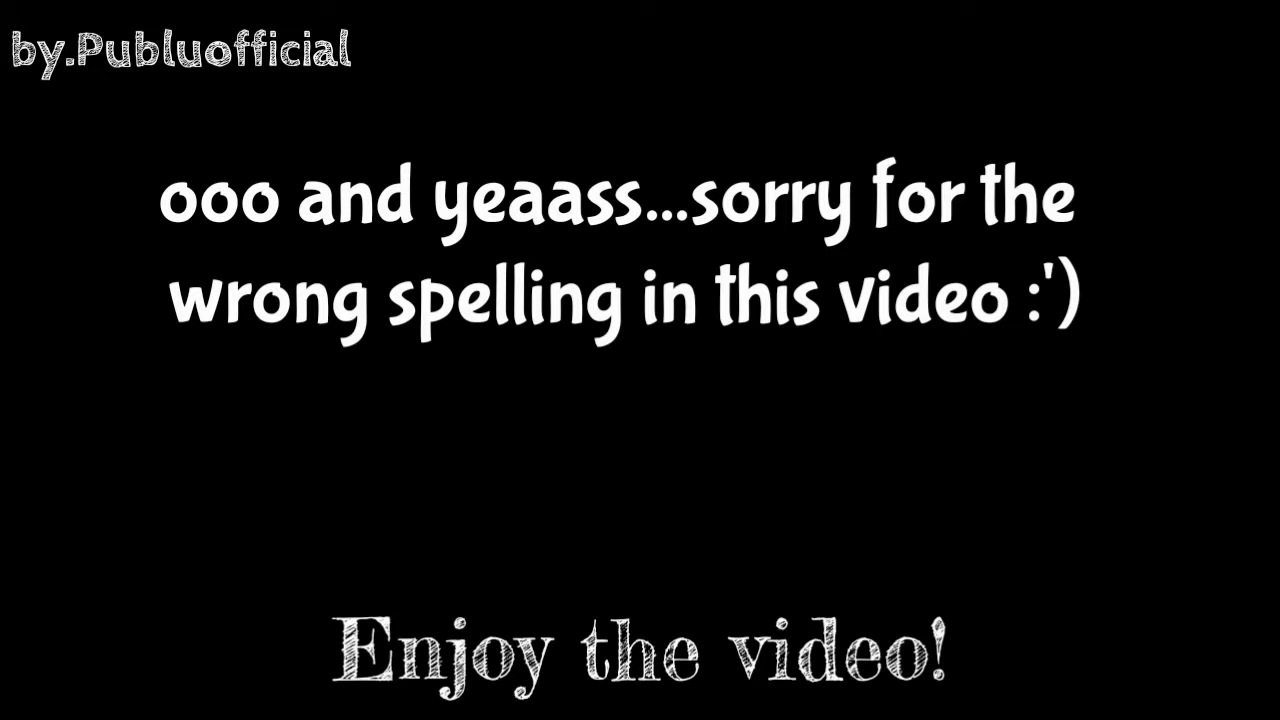 by.Publuofficial
ooo and yeaass...sorry for the
wrong spelling in this video :')
Enjoy the video!